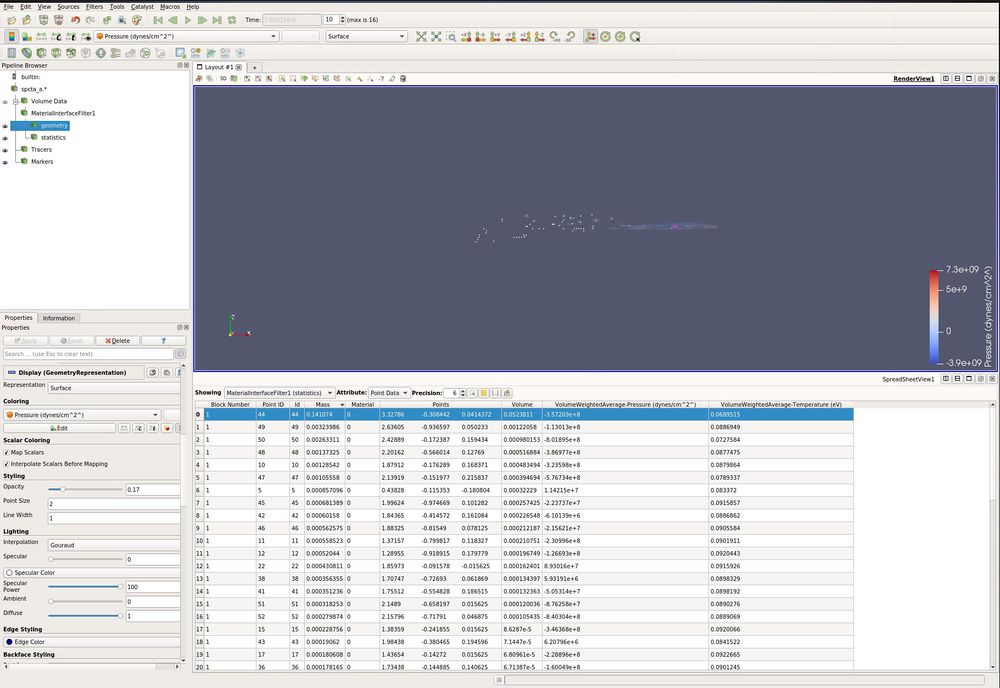 File Edit View Sources Filters Tools Catalyst Macros Help
Time: 10 (max is 16)
Pressure (dynes/cm^2^) Surface
Pipeline Browser
builtin:
spcta_a.*
Volume Data
MaterialInterfaceFilter1
geometry
statistics
Tracers
Markers
Layout #1 +
3D RenderView1
Z
X
7.3e+09
5e+9
0
-3.9e+09
Pressure (dynes/cm^2^)
Properties Information
Properties
Apply Reset Delete ?
Search ... (use Esc to clear text)
Display (GeometryRepresentation)
Representation Surface
Coloring
Pressure (dynes/cm^2^)
Edit
Scalar Coloring
Map Scalars
Interpolate Scalars Before Mapping
Styling
Opacity 0.17
Point Size 2
Line Width 1
Lighting
Interpolation Gouraud
Specular 0
Specular Color
Specular Power 100
Ambient 0
Diffuse 1
Edge Styling
Edge Color
Backface Styling
SpreadSheetView1
Showing MaterialInterfaceFilter1 (statistics) Attribute: Point Data Precision: 6
Block Number Point ID Id Mass Material Points Volume VolumeWeightedAverage-Pressure (dynes/cm^2^) VolumeWeightedAverage-Temperature (eV)
0 1 44 44 0.141074 0 3.32786 -0.308442 0.0414372 0.0523811 -3.57203e+8 0.0689515
1 1 49 49 0.00323986 0 2.63605 -0.936597 0.050233 0.00122058 -1.13013e+8 0.0886949
2 1 50 50 0.00263311 0 2.42889 -0.172387 0.159434 0.000980153 -8.01895e+8 0.0727584
3 1 48 48 0.00137325 0 2.20162 -0.566014 0.12769 0.000516884 -3.86977e+8 0.0877475
4 1 10 10 0.00128542 0 1.87912 -0.176289 0.168371 0.000483494 -3.23598e+8 0.0879864
5 1 47 47 0.00105558 0 2.13919 -0.151977 0.215837 0.000394694 -5.76734e+8 0.0789337
6 1 5 5 0.000857096 0 0.43828 -0.115353 -0.180804 0.00032229 1.14215e+7 0.083372
7 1 45 45 0.000681389 0 1.99624 -0.974669 0.101282 0.000257425 -2.23737e+7 0.0915857
8 1 42 42 0.00060158 0 1.84365 -0.414572 0.161084 0.000226548 -6.10139e+6 0.0886862
9 1 46 46 0.000562575 0 1.88325 -0.81549 0.078125 0.000212187 -2.15621e+7 0.0905584
10 1 11 11 0.000558523 0 1.37157 -0.799817 0.118327 0.000210751 -2.30996e+8 0.0901911
11 1 12 12 0.00052044 0 1.28955 -0.918515 0.179779 0.000196749 -1.26693e+8 0.0920443
12 1 22 22 0.000430811 0 1.85973 -0.091578 -0.015625 0.000162401 8.93016e+7 0.0915926
13 1 38 38 0.000356355 0 1.70747 -0.72693 0.061869 0.000134397 5.93191e+6 0.0898329
14 1 41 41 0.000351236 0 1.75512 -0.554828 0.186515 0.000132363 -5.05314e+7 0.0898192
15 1 51 51 0.000318253 0 2.1489 -0.658197 0.015625 0.000120036 -8.76258e+7 0.0890276
16 1 52 52 0.000279874 0 2.15796 -0.71791 0.046875 0.000105435 -8.40304e+7 0.0889069
17 1 15 15 0.000228756 0 1.38359 -0.241855 0.015625 8.6287e-5 -3.46368e+8 0.0920066
18 1 43 43 0.00019062 0 1.98438 -0.380465 0.194596 7.1447e-5 6.20796e+6 0.0841522
19 1 17 17 0.000180608 0 1.43654 -0.14272 0.015625 6.80961e-5 -2.28896e+8 0.0922665
20 1 36 36 0.000178165 0 1.73438 -0.144885 0.140625 6.71387e-5 -1.60049e+8 0.0901245